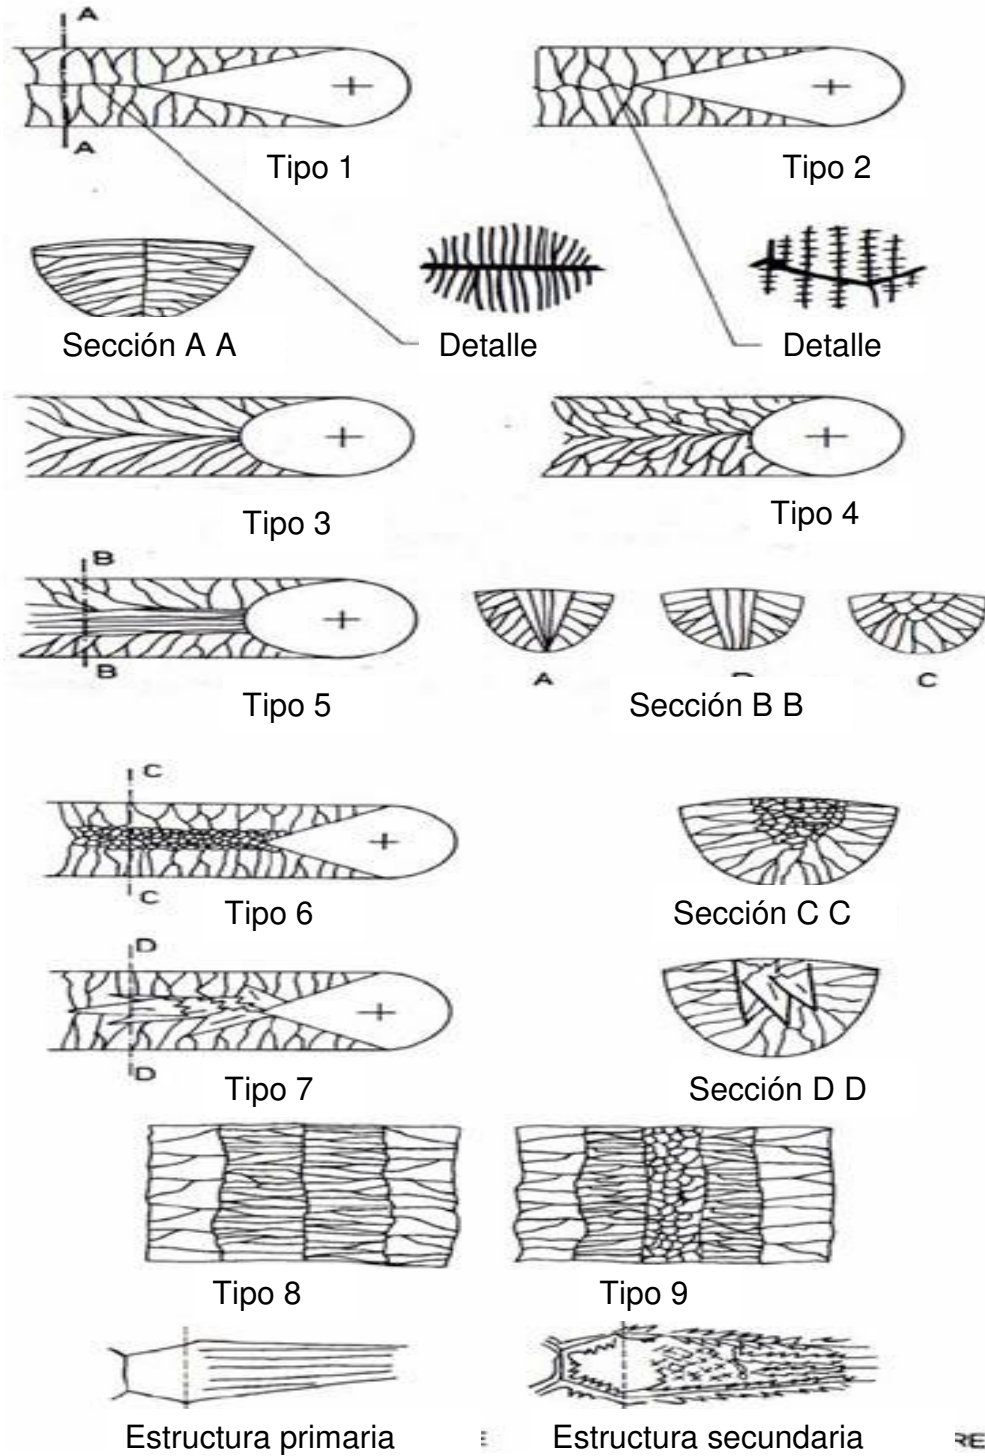 A
A
Tipo 1
Tipo 2
Sección A A
Detalle
Detalle
Tipo 3
Tipo 4
B
B
Tipo 5
A
C
Sección B B
C
C
Tipo 6
Sección C C
D
D
Tipo 7
Sección D D
Tipo 8
Tipo 9
Estructura primaria
Estructura secundaria
RE